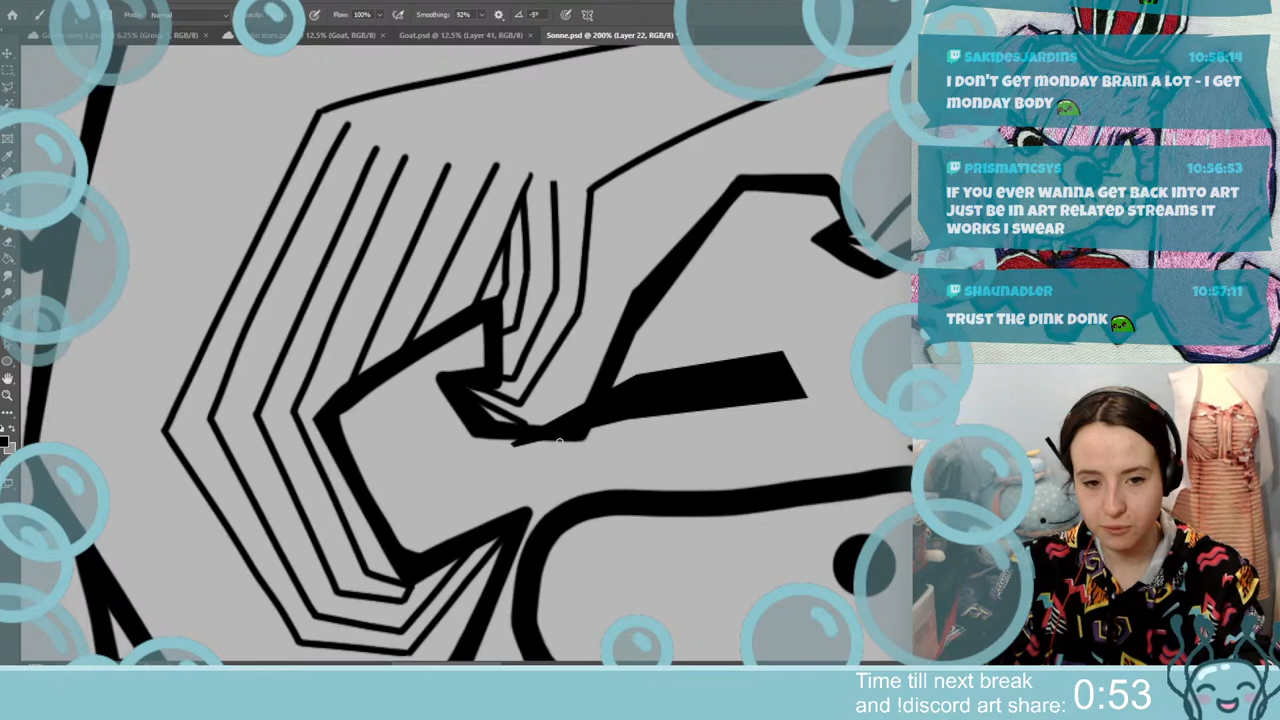 Mode: Normal
Flow: 100%
Smoothing: 92%
-5°
Goat.psd @ 12.5% (Layer 41, RGB/8)
Sonne.psd @ 200% (Layer 22, RGB/8)
SAKIDESJARDINS 10:58:14
I DON'T GET MONDAY BRAIN A LOT - I GET
MONDAY BODY
PRISMATICSYS 10:56:53
IF YOU EVER WANNA GET BACK INTO ART
JUST BE IN ART RELATED STREAMS IT
WORKS I SWEAR
SHAUNADLER 10:57:11
TRUST THE DINK DONK
Time till next break
and !discord art share: 0:53